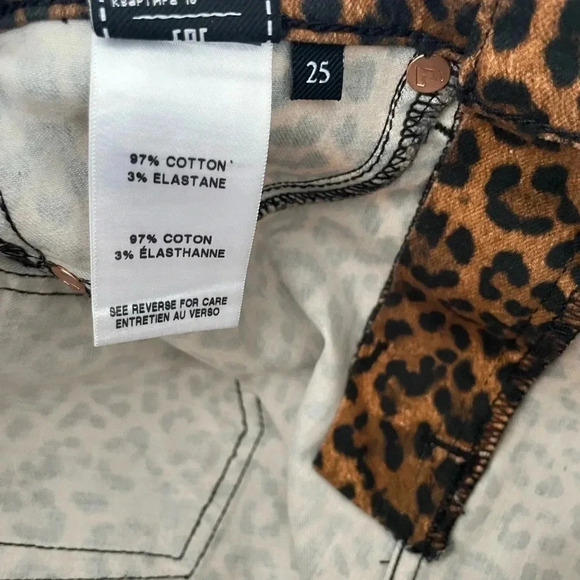 25
97% COTTON
3% ELASTANE
97% COTON
3% ÉLASTHANNE
SEE REVERSE FOR CARE
ENTRETIEN AU VERSO